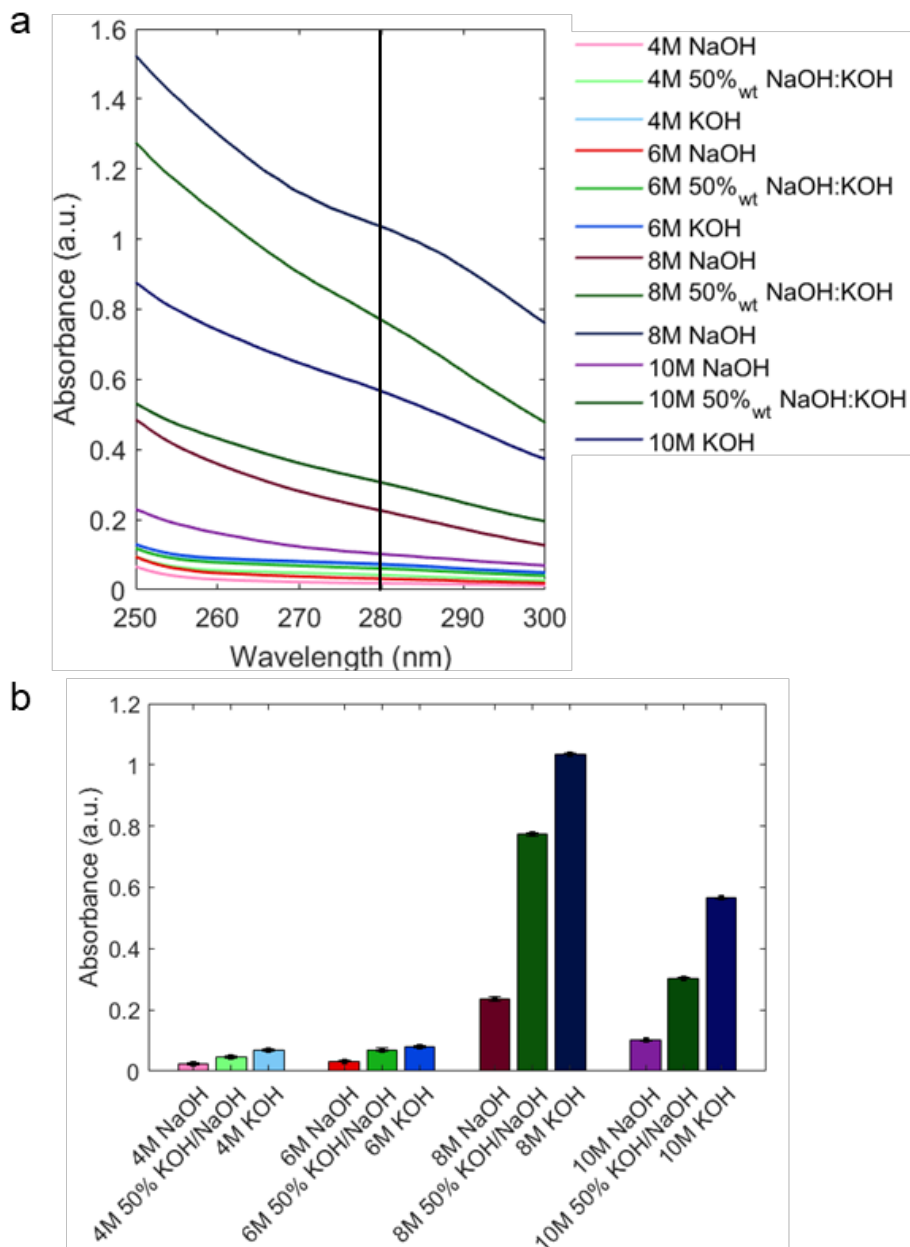 a
1.6
1.4
1.2
1
0.8
0.6
0.4
0.2
0
Absorbance (a.u.)
250 260 270 280 290 300
Wavelength (nm)
4M NaOH
4M 50%wt NaOH:KOH
4M KOH
6M NaOH
6M 50%wt NaOH:KOH
6M KOH
8M NaOH
8M 50%wt NaOH:KOH
8M NaOH
10M NaOH
10M 50%wt NaOH:KOH
10M KOH
b
1.2
1
0.8
0.6
0.4
0.2
0
Absorbance (a.u.)
4M NaOH
4M 50% KOH/NaOH
4M KOH
6M NaOH
6M 50% KOH/NaOH
6M KOH
8M NaOH
8M 50% KOH/NaOH
8M KOH
10M NaOH
10M 50% KOH/NaOH
10M KOH